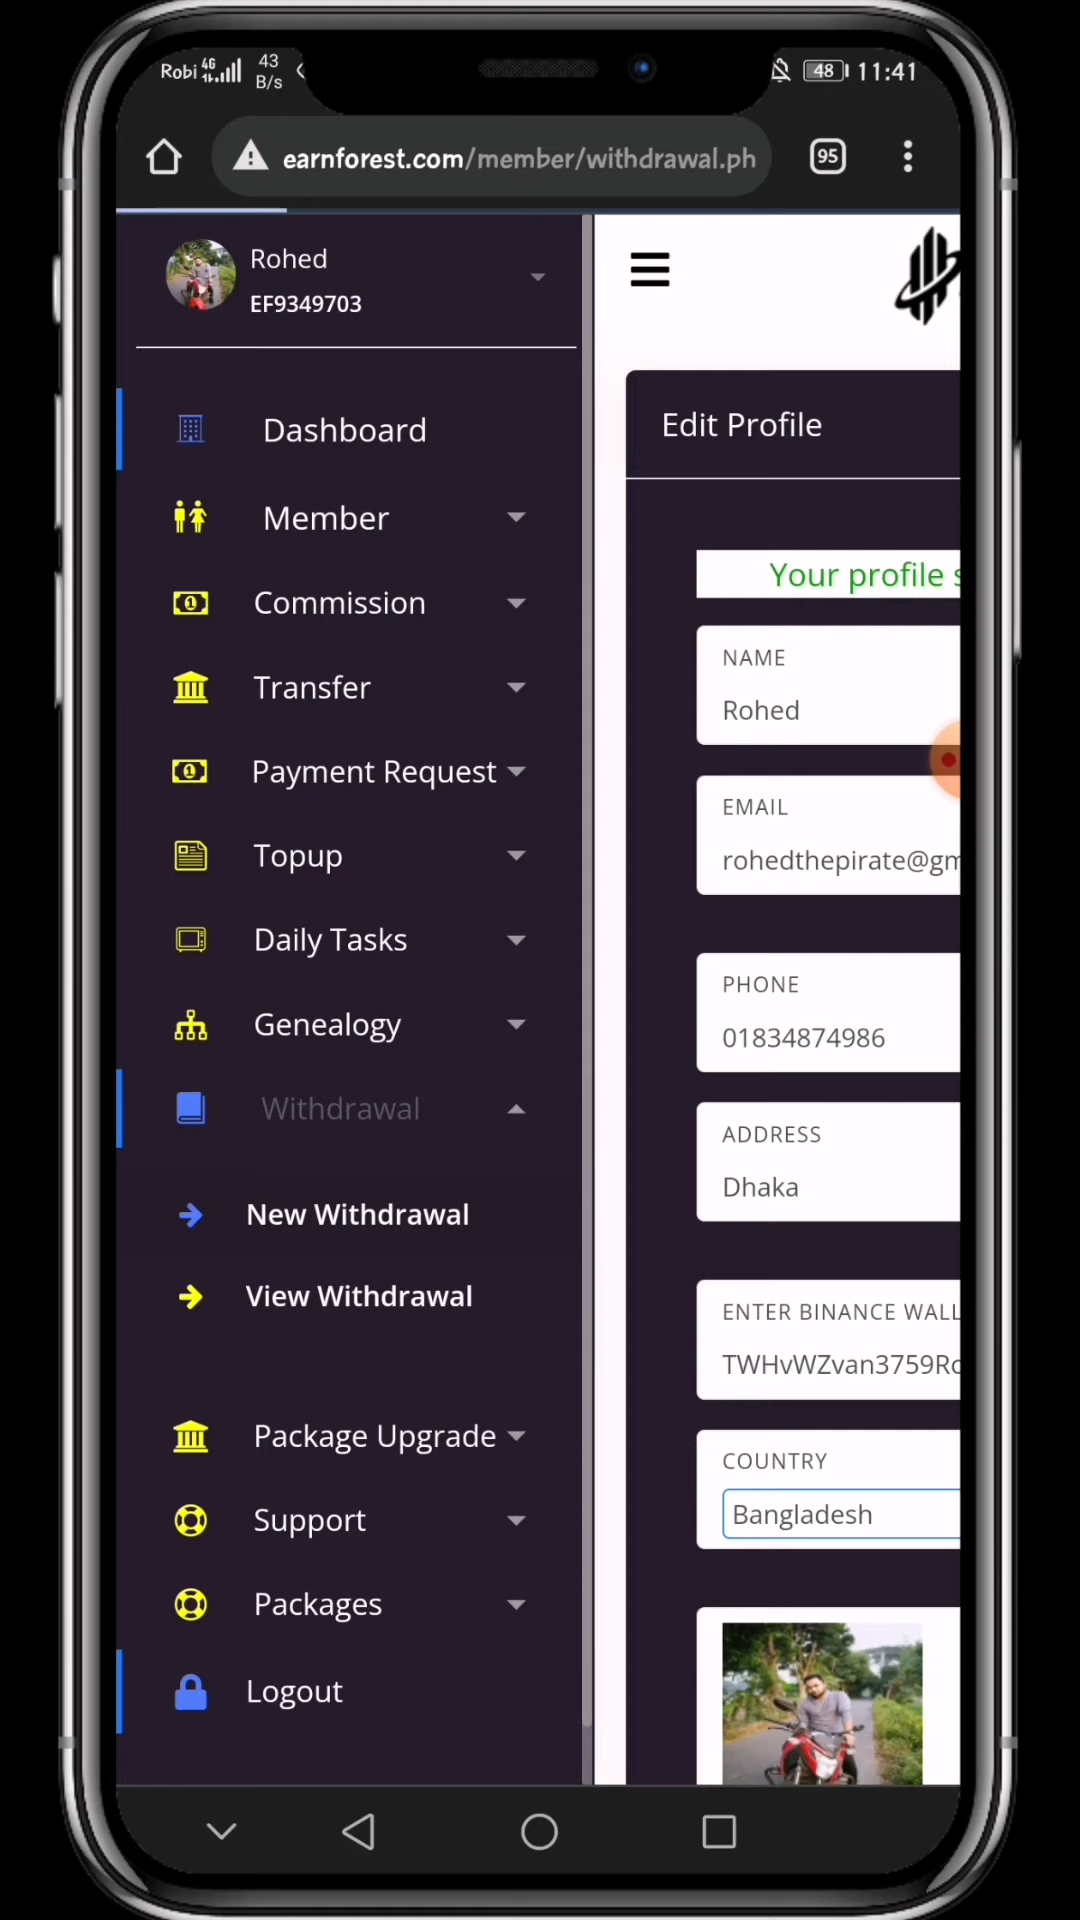 Robi 4G 43 B/s 48 11:41
earnforest.com/member/withdrawal.ph 95
Rohed
EF9349703
Dashboard
Member
Commission
Transfer
Payment Request
Topup
Daily Tasks
Genealogy
Withdrawal
New Withdrawal
View Withdrawal
Package Upgrade
Support
Packages
Logout
Edit Profile
Your profile s
NAME
Rohed
EMAIL
rohedthepirate@gm
PHONE
01834874986
ADDRESS
Dhaka
ENTER BINANCE WALL
TWHvWZvan3759Rc
COUNTRY
Bangladesh